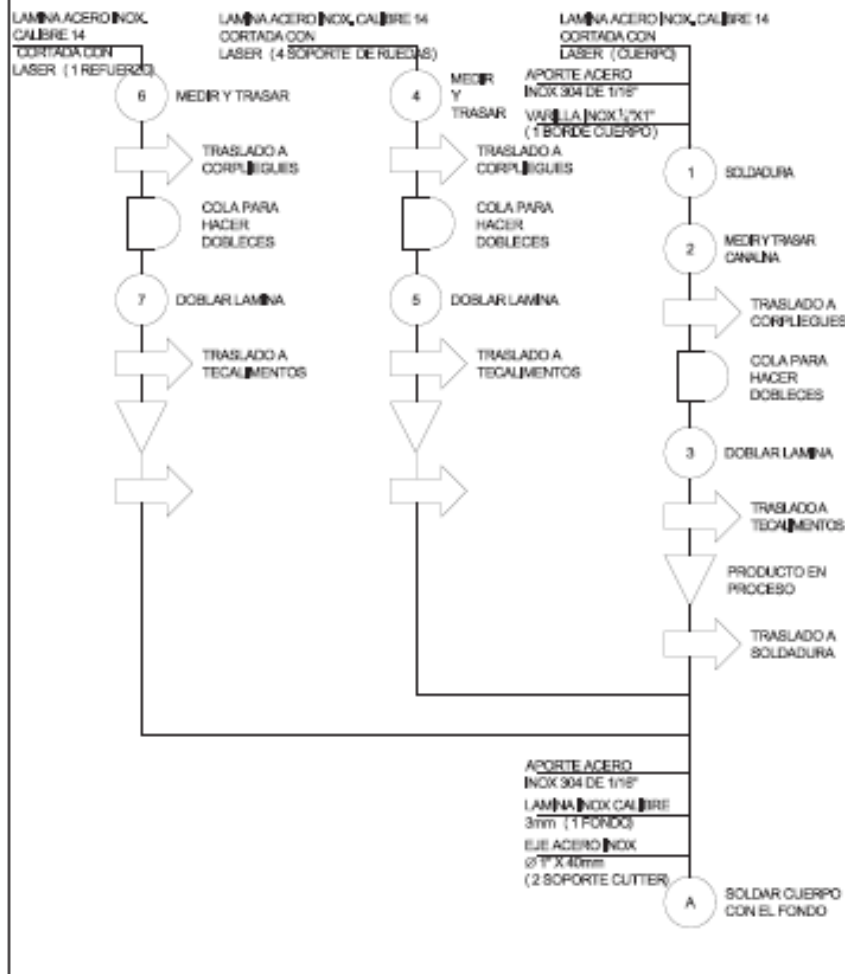 LAMINA ACERO INOX.
CALIBRE 14
CORTADA CON
LASER ( 1 REFUERZO)
6
MEDIR Y TRASAR
TRASLADO A
CORPLIEGUES
COLA PARA
HACER
DOBLECES
7
DOBLAR LAMINA
TRASLADO A
TECALIMENTOS
LAMINA ACERO INOX. CALIBRE 14
CORTADA CON
LASER ( 4 SOPORTE DE RUEDAS)
4
MEDIR
Y
TRASAR
TRASLADO A
CORPLIEGUES
COLA PARA
HACER
DOBLECES
5
DOBLAR LAMINA
TRASLADO A
TECALIMENTOS
LAMINA ACERO INOX. CALIBRE 14
CORTADA CON
LASER ( CUERPO)
APORTE ACERO
INOX 304 DE 1/16"
VARILLA INOX ¼"X1"
( 1 BORDE CUERPO )
1
SOLDADURA
2
MEDIR Y TRASAR
CANALINA
TRASLADO A
CORPLIEGUES
COLA PARA
HACER
DOBLECES
3
DOBLAR LAMINA
TRASLADO A
TECALIMENTOS
PRODUCTO EN
PROCESO
TRASLADO A
SOLDADURA
APORTE ACERO
INOX 304 DE 1/16"
LAMINA INOX CALIBRE
3mm ( 1 FONDO)
EJE ACERO INOX
Ø 1" X 40mm
( 2 SOPORTE CUTTER)
A
SOLDAR CUERPO
CON EL FONDO